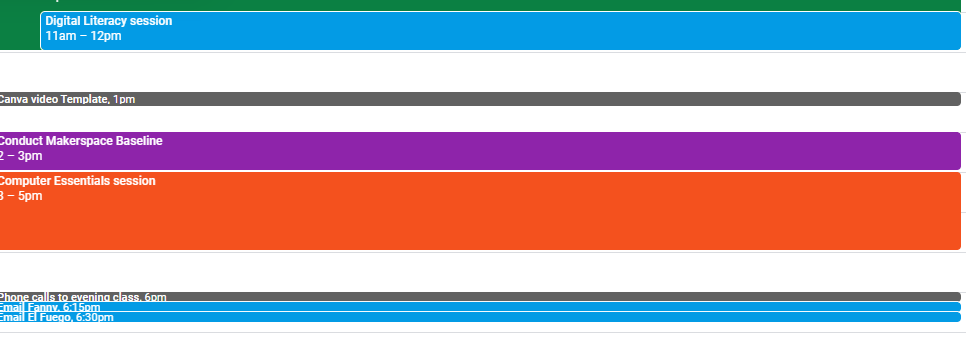 Digital Literacy session
11am – 12pm
Canva video Template, 1pm
Conduct Makerspace Baseline
2 – 3pm
Computer Essentials session
3 – 5pm
Phone calls to evening class, 6pm
Email Fanny, 6:15pm
Email El Fuego, 6:30pm